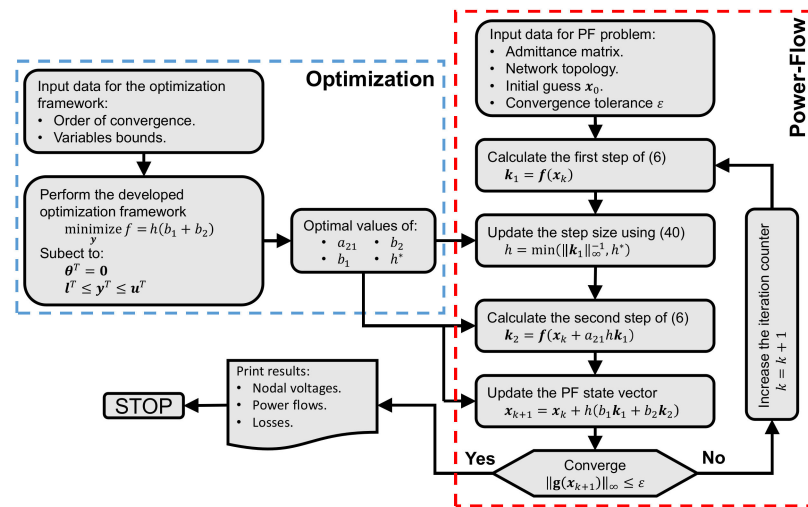 Optimization
Input data for the optimization
framework:
• Order of convergence.
• Variables bounds.
Perform the developed
optimization framework
minimize f = h(b₁ + b₂)
y
Subect to:
θᵀ = 0
lᵀ ≤ yᵀ ≤ uᵀ
Optimal values of:
• a₂₁ • b₂
• b₁ • h*
Power-Flow
Input data for PF problem:
• Admittance matrix.
• Network topology.
• Initial guess x₀.
• Convergence tolerance ε
Calculate the first step of (6)
k₁ = f(xₖ)
Update the step size using (40)
h = min(‖k₁‖∞⁻¹, h*)
Calculate the second step of (6)
k₂ = f(xₖ + a₂₁hk₁)
Update the PF state vector
xₖ₊₁ = xₖ + h(b₁k₁ + b₂k₂)
Converge
‖g(xₖ₊₁)‖∞ ≤ ε
Yes
No
Increase the iteration counter
k = k + 1
Print results:
• Nodal voltages.
• Power flows.
• Losses.
STOP